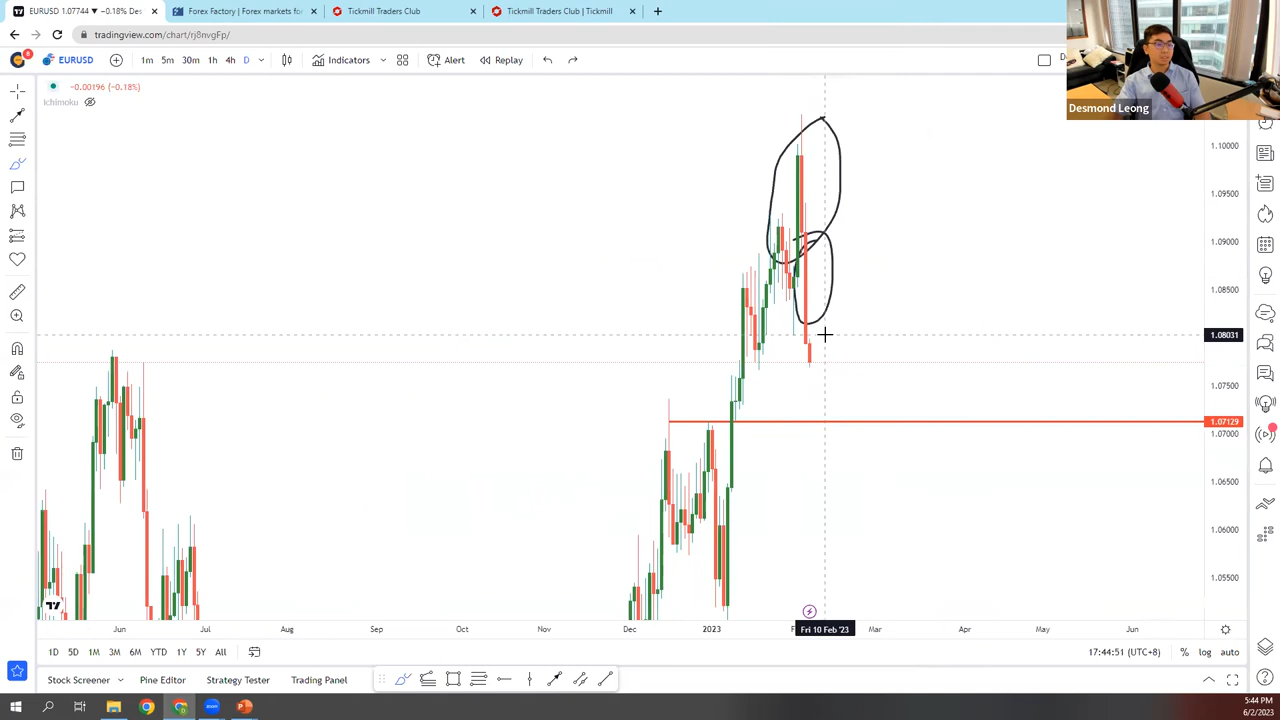 EURUSD 1.07744 ▼ −0.18% Des
Forex Factory | Forex markets fo
Tickmill Traders Club
Tickmill Traders Club | Tickmill
tradingview.com/chart/rj8nvgFp/
8
EURUSD
1m 5m 30m 1h 4h D
Indicators
Alert
Replay
−0.00196 (−0.18%)
Ichimoku
Desmond Leong
1.10000
1.09500
1.09000
1.08500
1.08031
1.07500
1.07129
1.07000
1.06500
1.06000
1.05500
Jun Jul Aug Sep Oct Nov Dec 2023 Fri 10 Feb '23 Mar Apr May Jun
1D 5D 1M 3M 6M YTD 1Y 5Y All
17:44:51 (UTC+8)
% log auto
Stock Screener
Pine Editor
Strategy Tester
Trading Panel
5:44 PM
6/2/2023